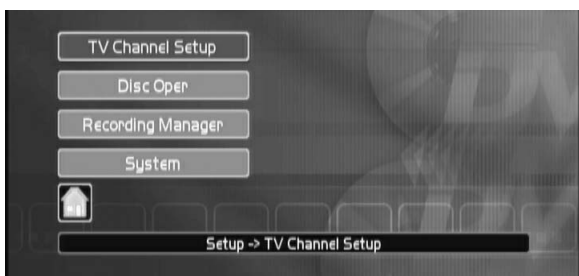 TV Channel Setup
Disc Oper
Recording Manager
System
Setup -> TV Channel Setup